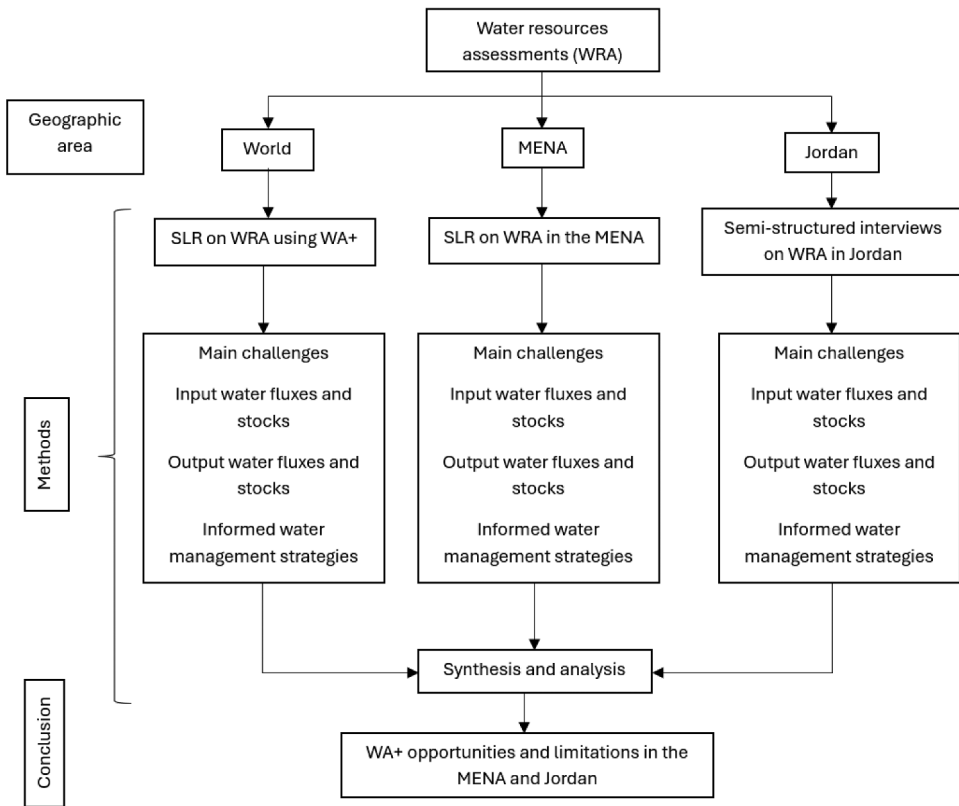 Water resources
assessments (WRA)
Geographic
area
World
MENA
Jordan
SLR on WRA using WA+
SLR on WRA in the MENA
Semi-structured interviews
on WRA in Jordan
Methods
Main challenges
Input water fluxes and
stocks
Output water fluxes and
stocks
Informed water
management strategies
Main challenges
Input water fluxes and
stocks
Output water fluxes and
stocks
Informed water
management strategies
Main challenges
Input water fluxes and
stocks
Output water fluxes and
stocks
Informed water
management strategies
Synthesis and analysis
Conclusion
WA+ opportunities and limitations in the
MENA and Jordan